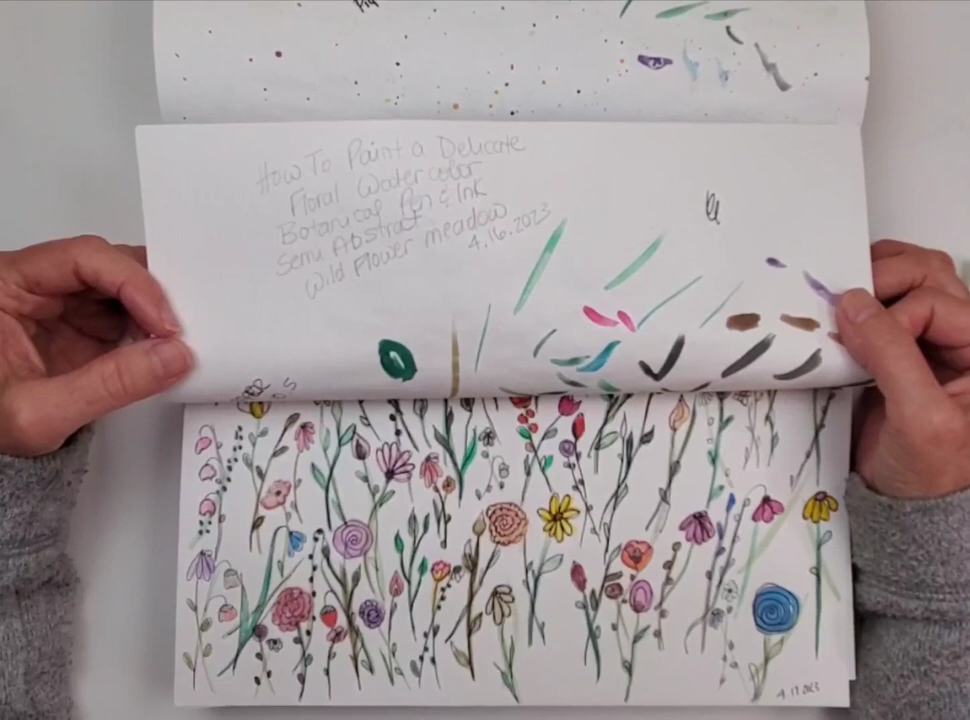 How To Paint a Delicate
Floral Watercolor
Botanical Pen & Ink
Semi Abstract
Wild Flower meadow
4.16.2023
4.17.2023